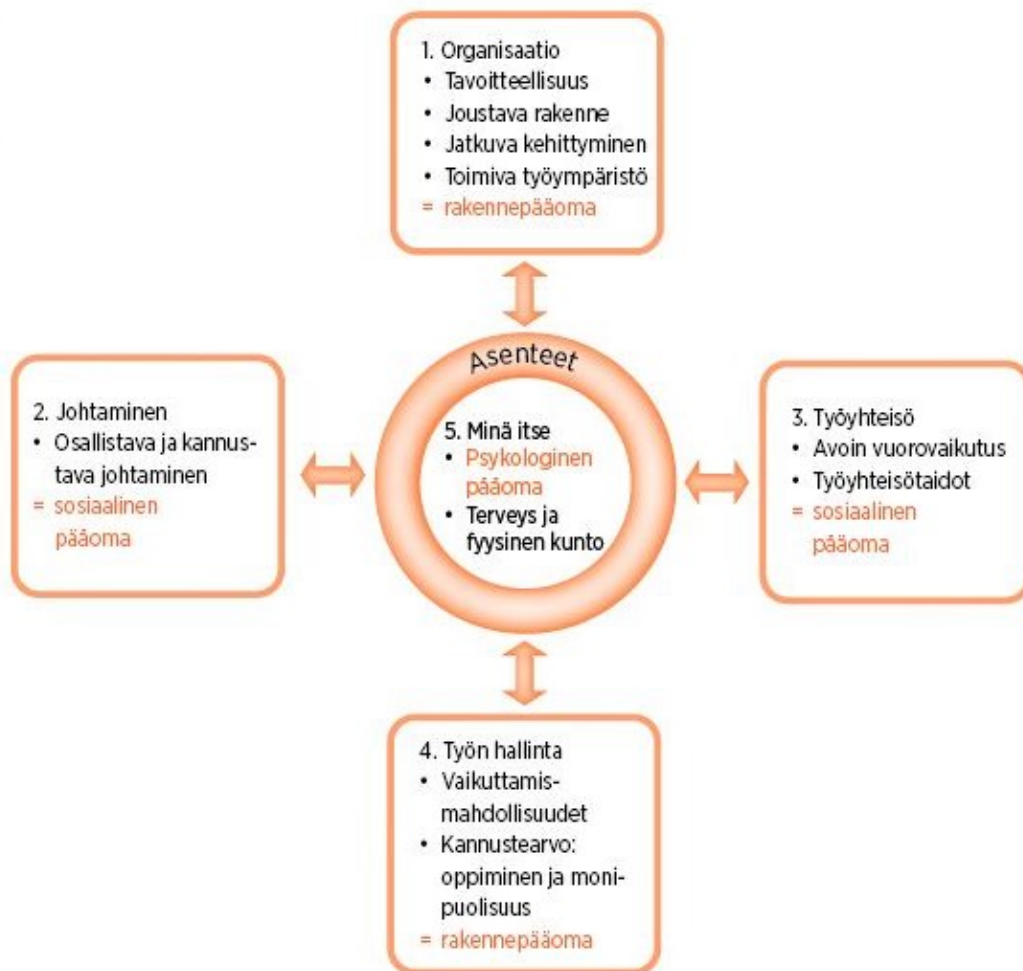 1. Organisaatio
• Tavoitteellisuus
• Joustava rakenne
• Jatkuva kehittyminen
• Toimiva työympäristö
= rakennepääoma
2. Johtaminen
• Osallistava ja kannus-
tava johtaminen
= sosiaalinen
pääoma
Asenteet
5. Minä itse
• Psykologinen
pääoma
• Terveys ja
fyysinen kunto
3. Työyhteisö
• Avoin vuorovaikutus
• Työyhteisötaidot
= sosiaalinen
pääoma
4. Työn hallinta
• Vaikuttamis-
mahdollisuudet
• Kannustearvo:
oppiminen ja moni-
puolisuus
= rakennepääoma